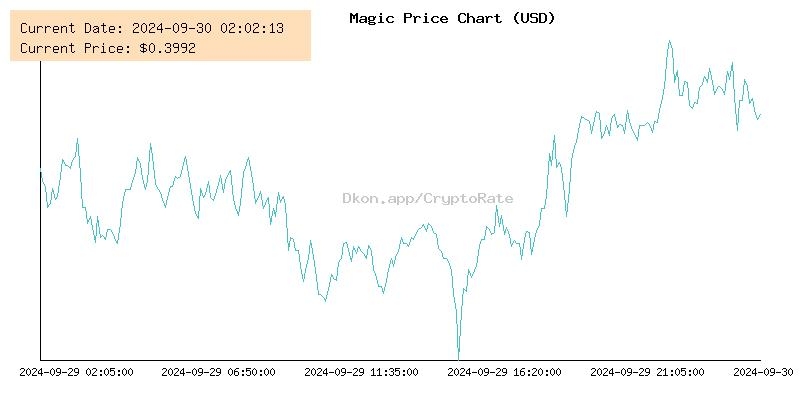 Magic Price Chart (USD)
Current Date: 2024-09-30 02:02:13
Current Price: $0.3992
Dkon.app/CryptoRate
2024-09-29 02:05:00
2024-09-29 06:50:00
2024-09-29 11:35:00
2024-09-29 16:20:00
2024-09-29 21:05:00
2024-09-30